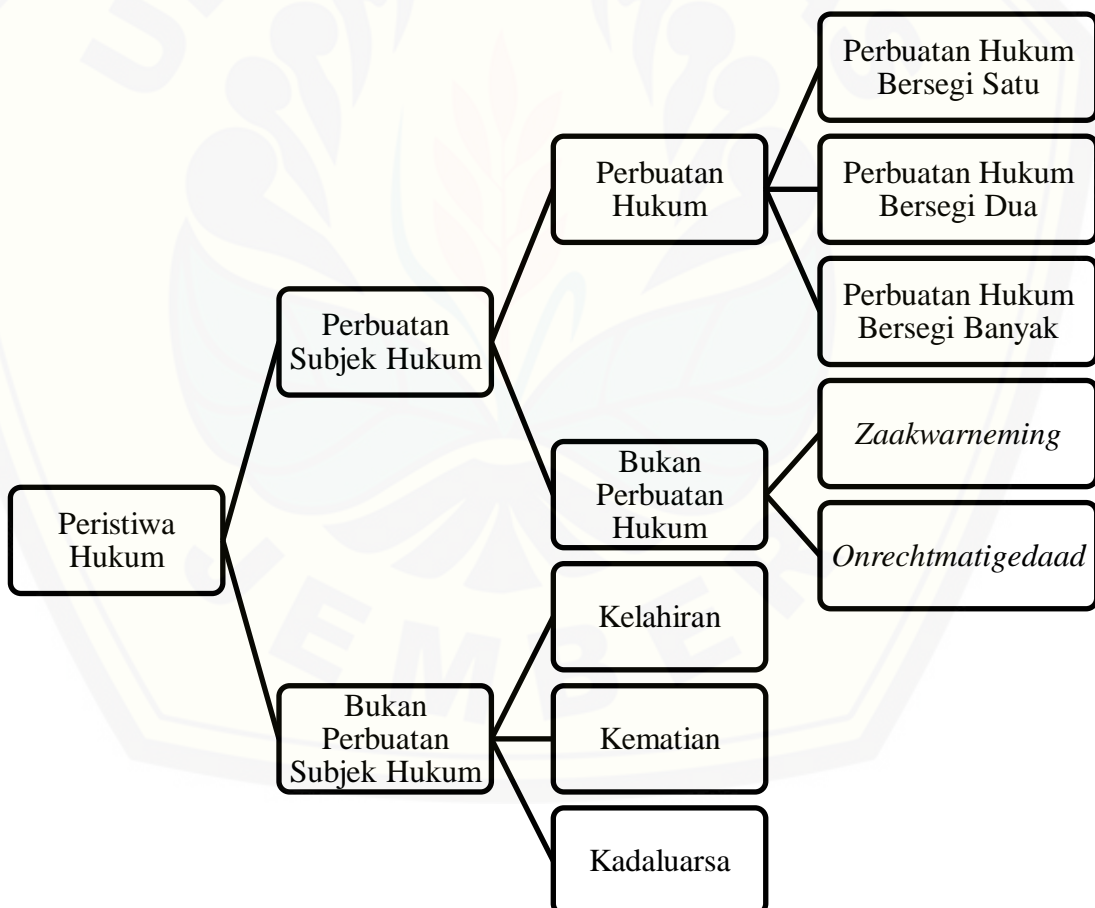 Peristiwa
Hukum
Perbuatan
Subjek Hukum
Perbuatan
Hukum
Perbuatan Hukum
Bersegi Satu
Perbuatan Hukum
Bersegi Dua
Perbuatan Hukum
Bersegi Banyak
Bukan
Perbuatan
Hukum
Zaakwarneming
Onrechtmatigedaad
Bukan
Perbuatan
Subjek Hukum
Kelahiran
Kematian
Kadaluarsa
JEMBER